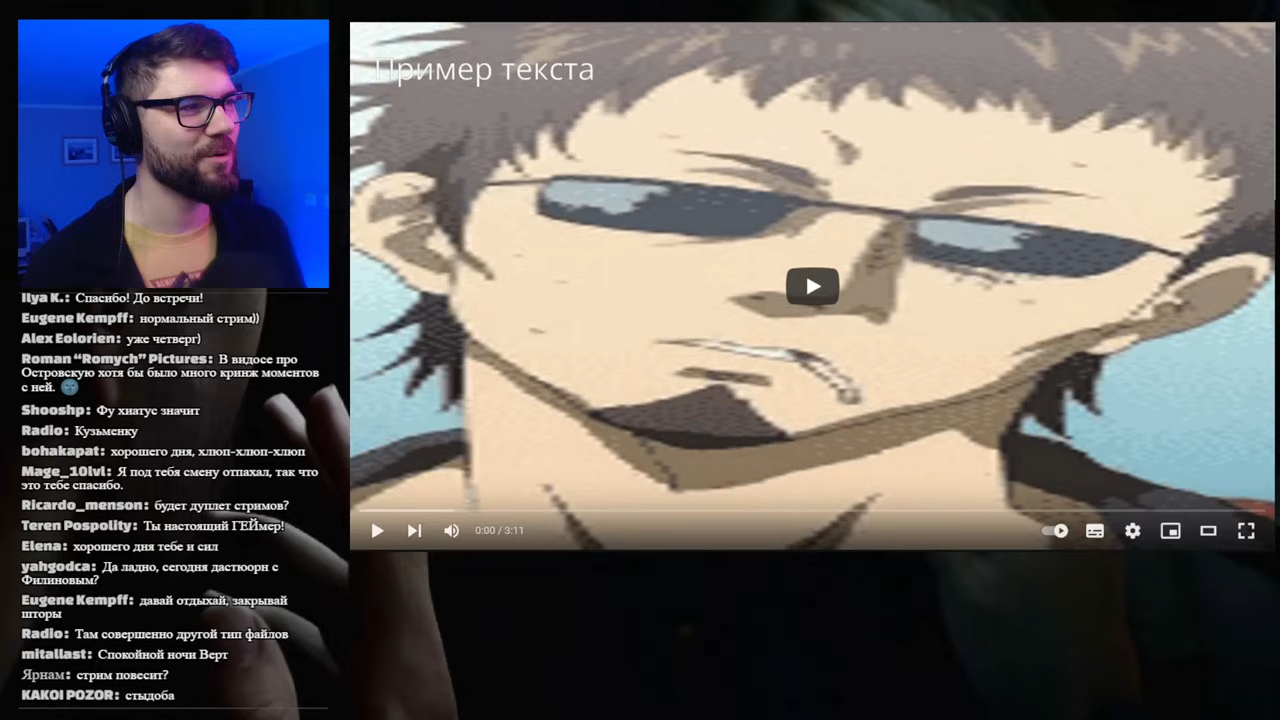 Пример текста
0:00 / 3:11
Ilya K.: Спасибо! До встречи!
Eugene Kempff: нормальный стрим))
Alex Eolorien: уже четверг)
Roman “Romych” Pictures: В видосе про
Островскую хотя бы было много кринж моментов
с ней.
Shooshp: Фу хиатус значит
Radio: Кузьменку
bohakapat: хорошего дня, хлюп-хлюп-хлюп
Mage_10lvl: Я под тебя смену отпахал, так что
это тебе спасибо.
Ricardo_menson: будет дуплет стримов?
Teren Pospolity: Ты настоящий ГЕЙмер!
Elena: хорошего дня тебе и сил
yahgodca: Да ладно, сегодня дастюорн с
Филиновым?
Eugene Kempff: давай отдыхай, закрывай
шторы
Radio: Там совершенно другой тип файлов
mitallast: Спокойной ночи Верт
Ярнам: стрим повесит?
KAKOI POZOR: стыдоба